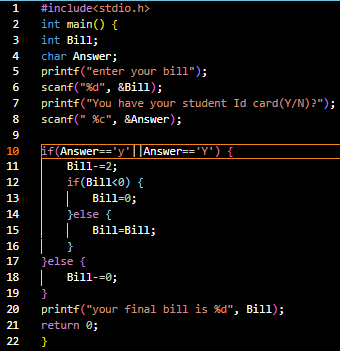 1 #include<stdio.h>
2 int main() {
3 int Bill;
4 char Answer;
5 printf("enter your bill");
6 scanf("%d", &Bill);
7 printf("You have your student Id card(Y/N)?");
8 scanf(" %c", &Answer);
9
10 if(Answer=='y'||Answer=='Y') {
11     Bill-=2;
12     if(Bill<0) {
13         Bill=0;
14     }else {
15         Bill=Bill;
16     }
17 }else {
18     Bill-=0;
19 }
20 printf("your final bill is %d", Bill);
21 return 0;
22 }